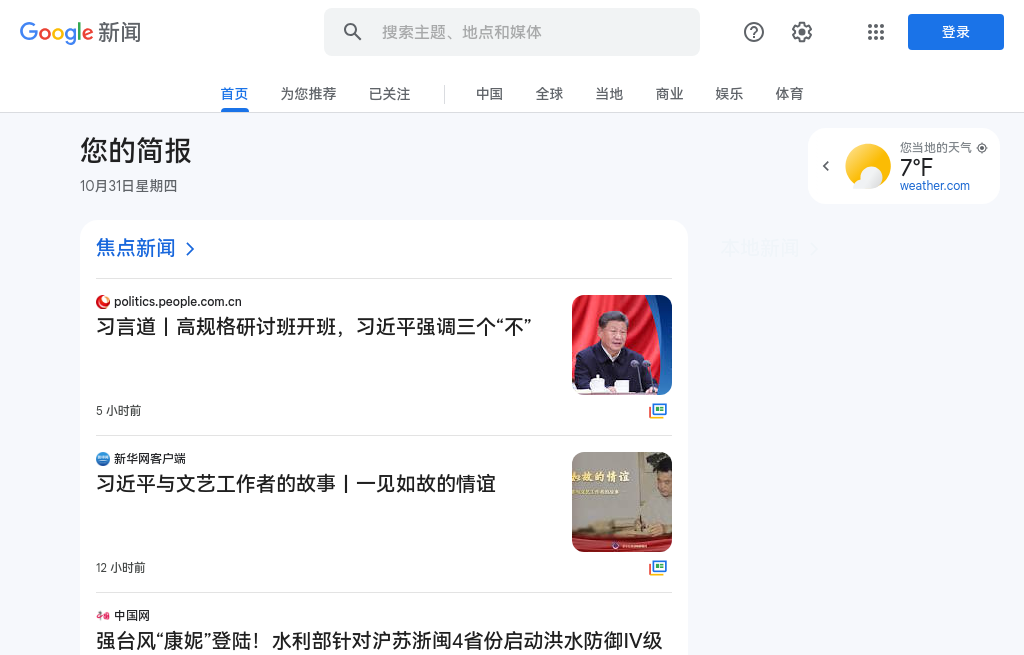 Google 新闻
搜索主题、地点和媒体
登录
首页
为您推荐
已关注
中国
全球
当地
商业
娱乐
体育
您的简报
10月31日星期四
您当地的天气
7°F
weather.com
焦点新闻
本地新闻
politics.people.com.cn
习言道丨高规格研讨班开班，习近平强调三个“不”
5 小时前
新华网客户端
习近平与文艺工作者的故事丨一见如故的情谊
如故的情谊
12 小时前
中国网
强台风“康妮”登陆！水利部针对沪苏浙闽4省份启动洪水防御IV级